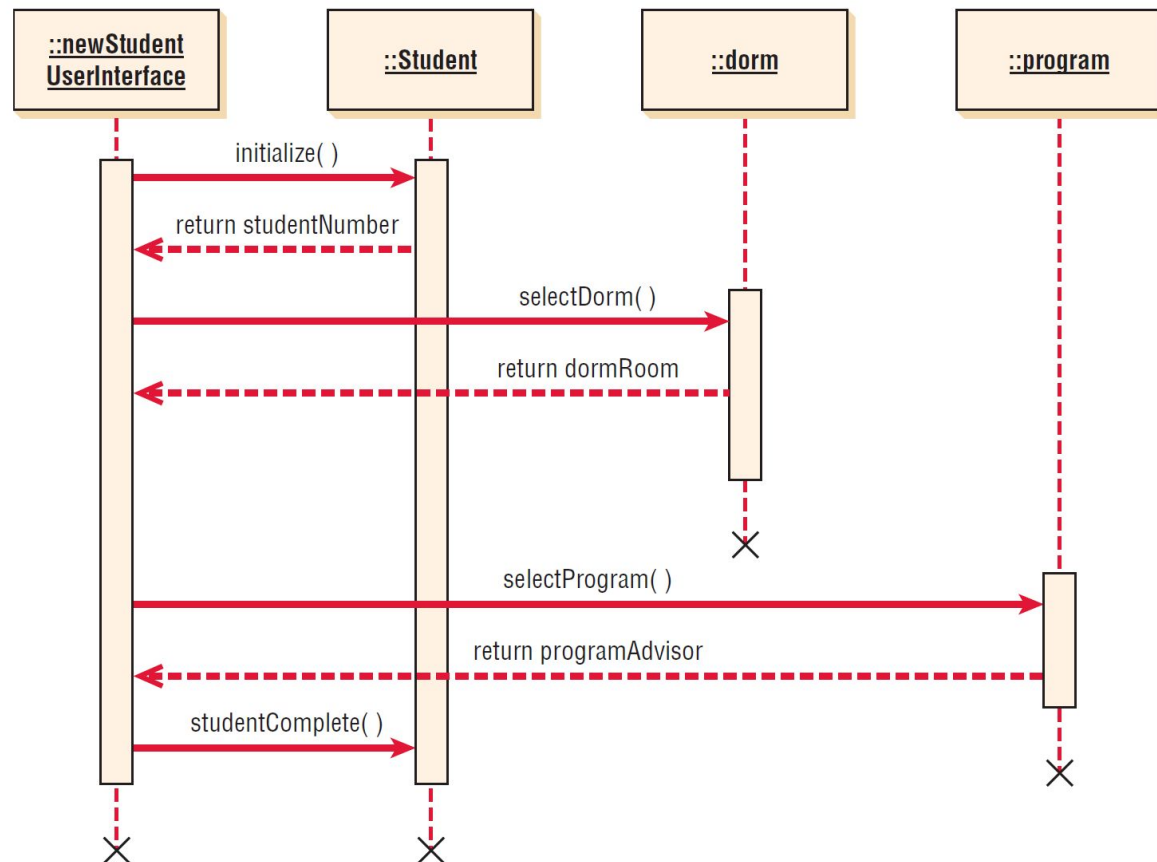 ::newStudent
UserInterface
::Student
::dorm
::program
initialize( )
return studentNumber
selectDorm( )
return dormRoom
selectProgram( )
return programAdvisor
studentComplete( )